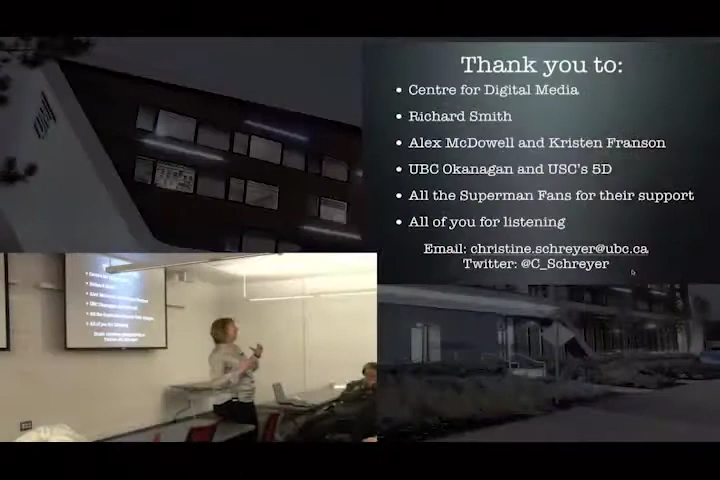 Thank you to:
• Centre for Digital Media
• Richard Smith
• Alex McDowell and Kristen Franson
• UBC Okanagan and USC's 5D
• All the Superman Fans for their support
• All of you for listening
Email: christine.schreyer@ubc.ca
Twitter: @C_Schreyer